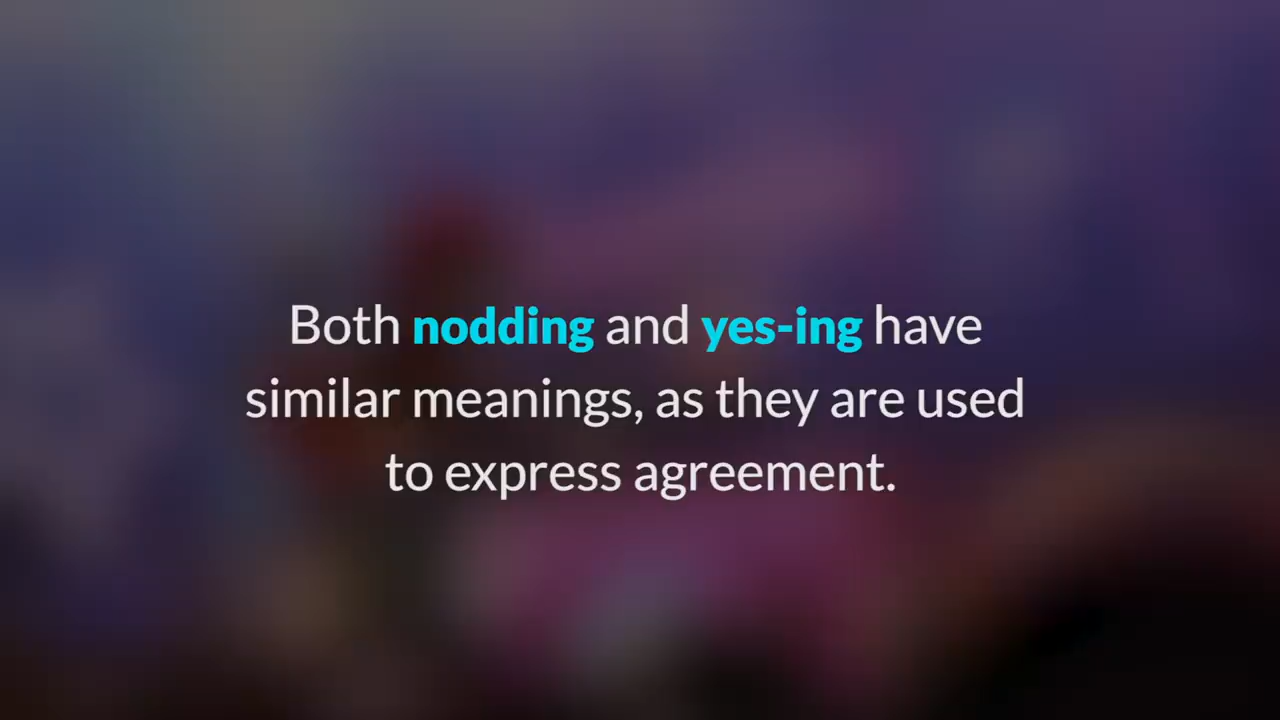 Both nodding and yes-ing have
similar meanings, as they are used
to express agreement.